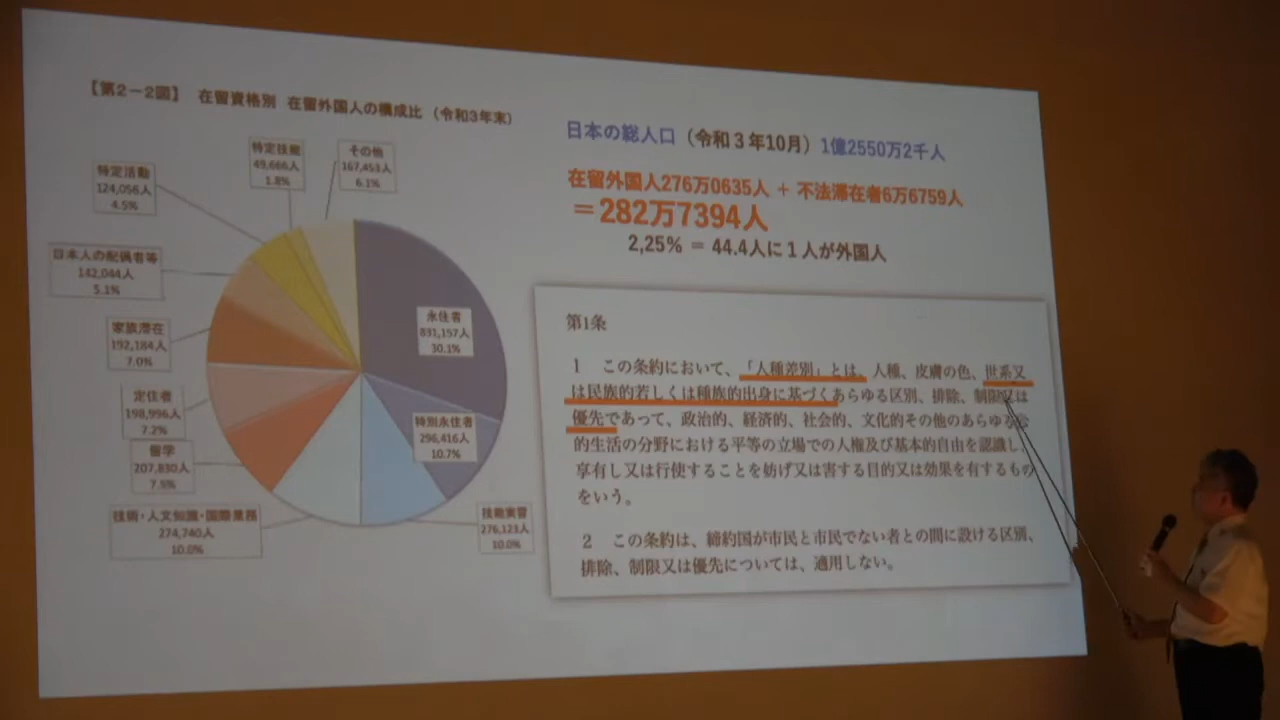 【第2－2図】 在留資格別 在留外国人の構成比 (令和3年末)
特定技能
49,666人
1.8%
その他
167,453人
6.1%
特定活動
124,056人
4.5%
日本人の配偶者等
142,044人
5.1%
家族滞在
192,184人
7.0%
定住者
198,996人
7.2%
留学
207,830人
7.5%
技術・人文知識・国際業務
274,740人
10.0%
永住者
831,157人
30.1%
特別永住者
296,416人
10.7%
技能実習
276,123人
10.0%
日本の総人口(令和３年10月)1億2550万2千人
在留外国人276万0635人 ＋ 不法滞在者6万6759人
＝282万7394人
2,25% ＝ 44.4人に１人が外国人
第1条
1 この条約において、「人種差別」とは、人種、皮膚の色、世系又
は民族的若しくは種族的出身に基づくあらゆる区別、排除、制限又は
優先であって、政治的、経済的、社会的、文化的その他のあらゆる公
的生活の分野における平等の立場での人権及び基本的自由を認識し、
享有し又は行使することを妨げ又は害する目的又は効果を有するもの
をいう。
2 この条約は、締約国が市民と市民でない者との間に設ける区別、
排除、制限又は優先については、適用しない。